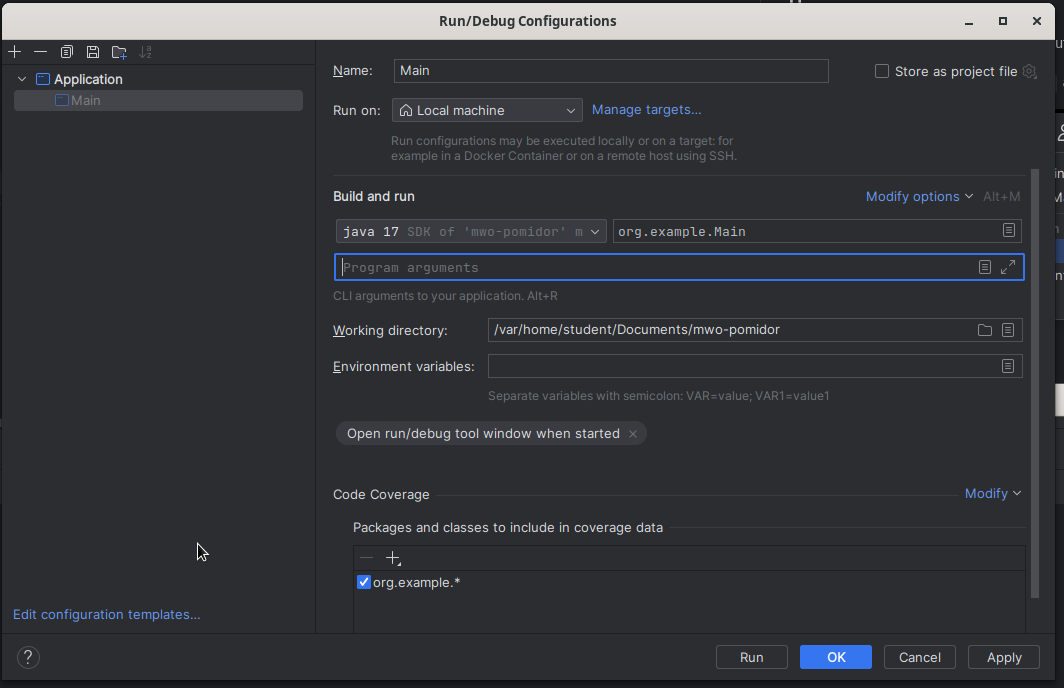 Run/Debug Configurations
Application
Main
Edit configuration templates...
Name: Main
Store as project file
Run on: Local machine Manage targets...
Run configurations may be executed locally or on a target: for
example in a Docker Container or on a remote host using SSH.
Build and run Modify options Alt+M
java 17 SDK of 'mwo-pomidor' m org.example.Main
Program arguments
CLI arguments to your application. Alt+R
Working directory: /var/home/student/Documents/mwo-pomidor
Environment variables:
Separate variables with semicolon: VAR=value; VAR1=value1
Open run/debug tool window when started
Code Coverage Modify
Packages and classes to include in coverage data
org.example.*
? Run OK Cancel Apply